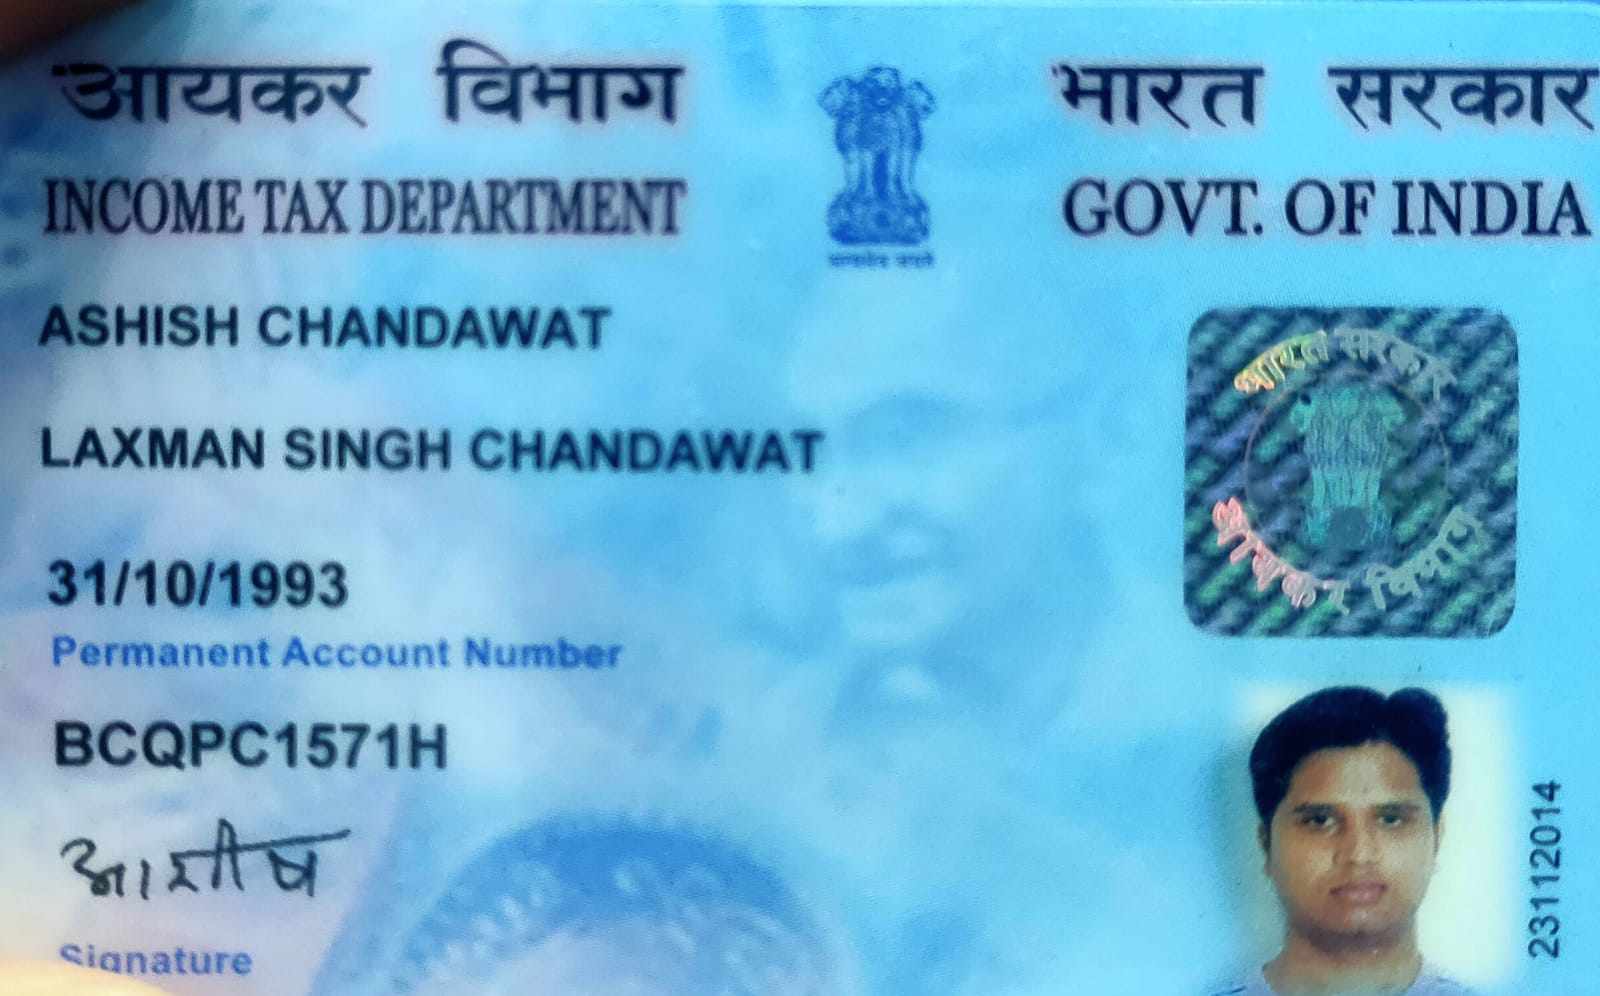 आयकर विभाग
INCOME TAX DEPARTMENT
भारत सरकार
GOVT. OF INDIA
सत्यमेव जयते
ASHISH CHANDAWAT
LAXMAN SINGH CHANDAWAT
31/10/1993
Permanent Account Number
BCQPC1571H
आशीष
Signature
भारत सरकार
आयकर विभाग
23112014